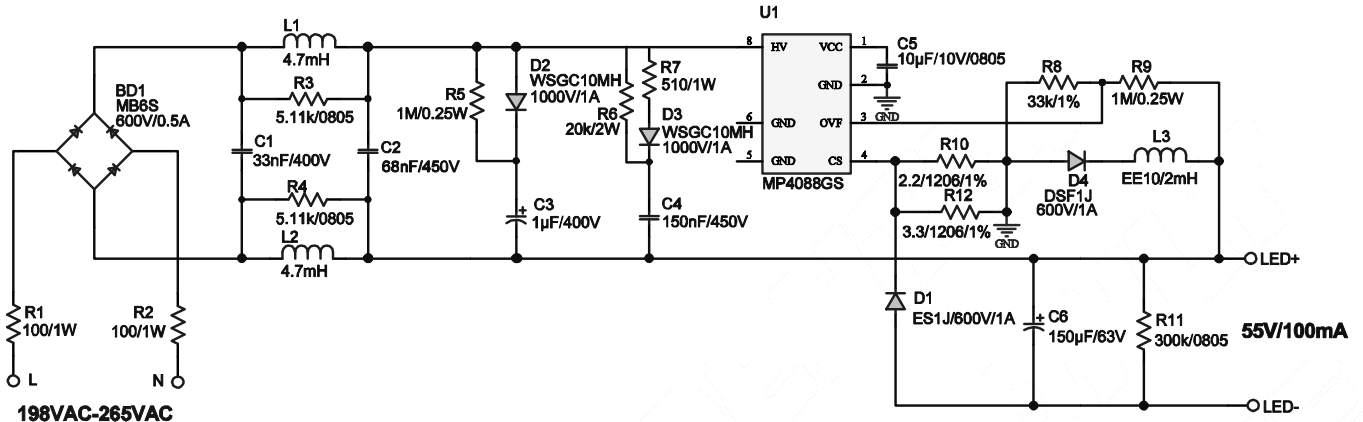 U1
L1
4.7mH
8
HV
VCC
1
C5
10µF/10V/0805
GND
2
GND
R3
5.11k/0805
R5
1M/0.25W
D2
WSGC10MH
1000V/1A
R7
510/1W
R6
20k/2W
D3
WSGC10MH
1000V/1A
R8
33k/1%
R9
1M/0.25W
BD1
MB6S
600V/0.5A
6
GND
OVF
3
5
GND
CS
4
MP4088GS
C1
33nF/400V
C2
68nF/450V
R10
2.2/1206/1%
D4
DSF1J
600V/1A
L3
EE10/2mH
R4
5.11k/0805
R12
3.3/1206/1%
GND
C3
+
1µF/400V
C4
150nF/450V
L2
4.7mH
LED+
R1
100/1W
R2
100/1W
D1
ES1J/600V/1A
+
C6
150µF/63V
R11
300k/0805
55V/100mA
L
N
LED-
198VAC-265VAC